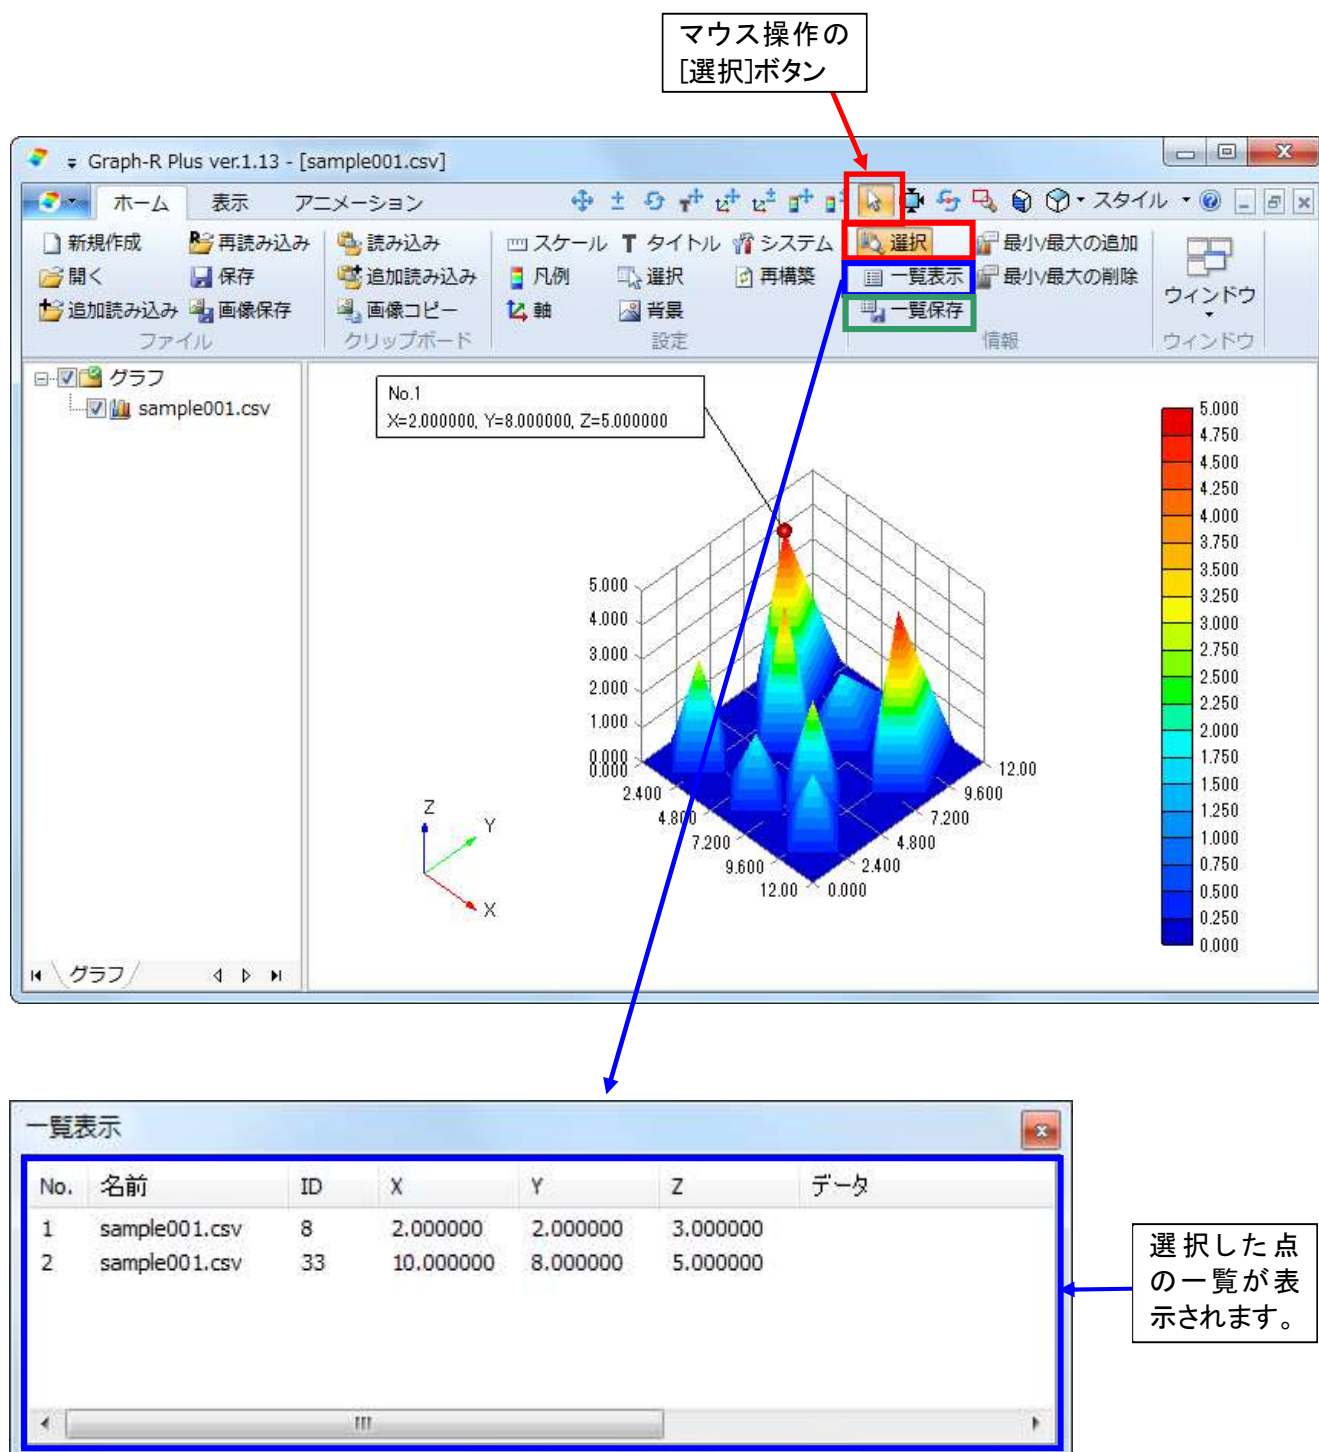 マウス操作の
[選択]ボタン
Graph-R Plus ver.1.13 - [sample001.csv]
ホーム 表示 アニメーション スタイル
新規作成 再読み込み 読み込み スケール タイトル システム 選択 最小/最大の追加
開く 保存 追加読み込み 凡例 選択 再構築 一覧表示 最小/最大の削除
追加読み込み 画像保存 画像コピー 軸 背景 一覧保存 ウィンドウ
ファイル クリップボード 設定 情報 ウィンドウ
グラフ
sample001.csv
No.1
X=2.000000, Y=8.000000, Z=5.000000
5.000
4.750
4.500
4.250
4.000
3.750
3.500
3.250
3.000
2.750
2.500
2.250
2.000
1.750
1.500
1.250
1.000
0.750
0.500
0.250
0.000
5.000
4.000
3.000
2.000
1.000
0.000
0.000
2.400
4.800
7.200
9.600
12.00
0.000
2.400
4.800
7.200
9.600
12.00
Z
Y
X
グラフ
一覧表示
No. 名前 ID X Y Z データ
1 sample001.csv 8 2.000000 2.000000 3.000000
2 sample001.csv 33 10.000000 8.000000 5.000000
選択した点
の一覧が表
示されます。